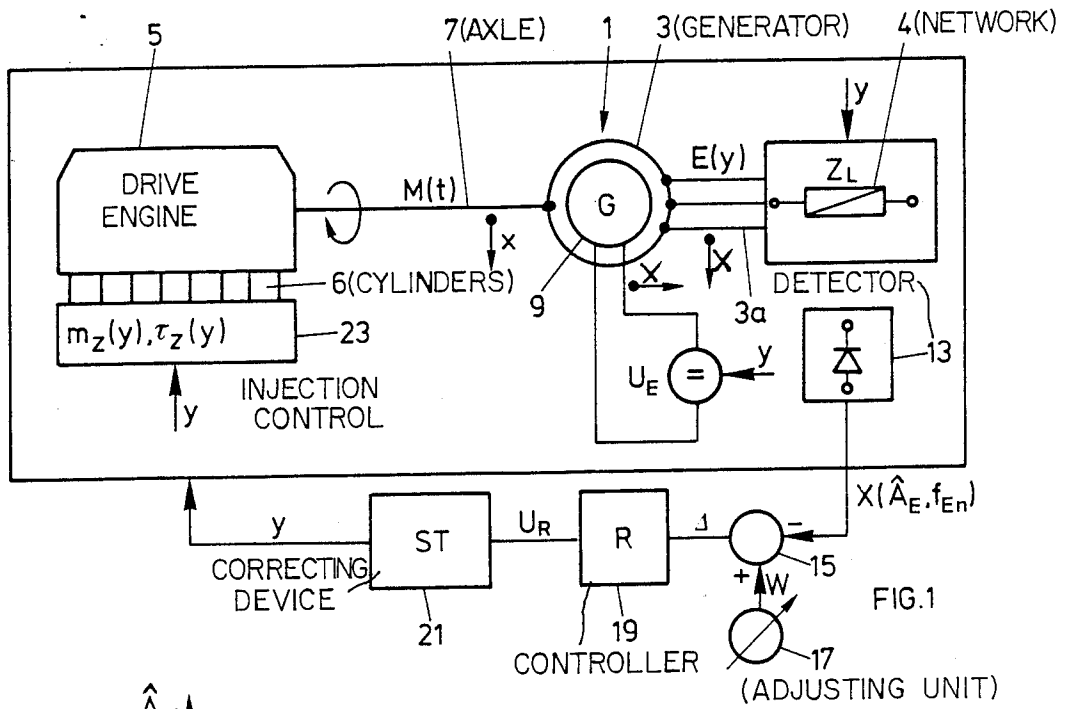 5
7(AXLE)
1
3(GENERATOR)
4(NETWORK)
y
DRIVE
ENGINE
M(t)
x
G
E(y)
Z_L
6(CYLINDERS)
9
X
X
3a
DETECTOR
13
m_Z(y), τ_Z(y)
23
U_E
=
y
INJECTION
CONTROL
y
X(Â_E, f_En)
y
ST
U_R
R
Δ
-
15
+
W
CORRECTING
DEVICE
21
19
CONTROLLER
17
(ADJUSTING UNIT)
FIG.1
Â